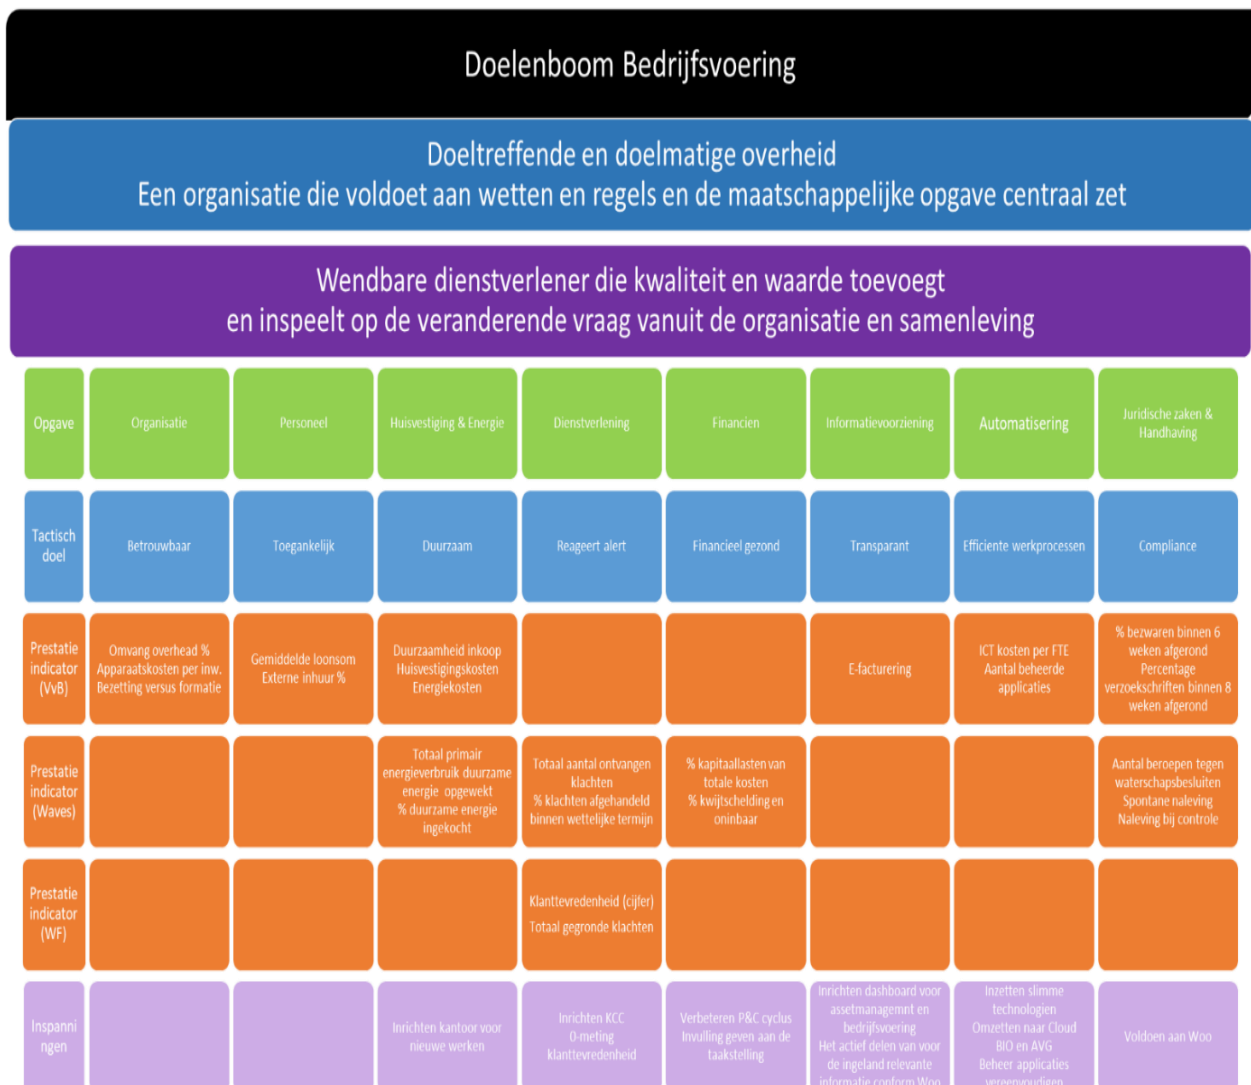 Doelenboom Bedrijfsvoering
Doeltreffende en doelmatige overheid
Een organisatie die voldoet aan wetten en regels en de maatschappelijke opgave centraal zet
Wendbare dienstverlener die kwaliteit en waarde toevoegt
en inspeelt op de veranderende vraag vanuit de organisatie en samenleving
Opgave
Organisatie
Personeel
Huisvestiging & Energie
Dienstverlening
Financien
Informatievoorziening
Automatisering
Juridische zaken &
Handhaving
Tactisch
doel
Betrouwbaar
Toegankelijk
Duurzaam
Reageert alert
Financieel gezond
Transparant
Efficiente werkprocessen
Compliance
Prestatie
indicator
(VvB)
Omvang overhead %
Apparaatskosten per inw.
Bezetting versus formatie
Gemiddelde loonsom
Externe inhuur %
Duurzaamheid inkoop
Huisvestigingskosten
Energiekosten
E-facturering
ICT kosten per FTE
Aantal beheerde
applicaties
% bezwaren binnen 6
weken afgerond
Percentage
verzoekschriften binnen 8
weken afgerond
Prestatie
indicator
(Waves)
Totaal primair
energieverbruik duurzame
energie opgewekt
% duurzame energie
ingekocht
Totaal aantal ontvangen
klachten
% klachten afgehandeld
binnen wettelijke termijn
% kapitaallasten van
totale kosten
% kwijtschelding en
oninbaar
Aantal beroepen tegen
waterschapsbesluiten
Spontane naleving
Naleving bij controle
Prestatie
indicator
(WF)
Klanttevredenheid (cijfer)
Totaal gegronde klachten
Inspanni
ngen
Inrichten kantoor voor
nieuwe werken
Inrichten KCC
0-meting
klanttevredenheid
Verbeteren P&C cyclus
Invulling geven aan de
taakstelling
Inrichten dashboard voor
assetmanagemnt en
bedrijfsvoering
Het actief delen van voor
de ingeland relevante
informatie conform Woo
Inzetten slimme
technologien
Omzetten naar Cloud
BIO en AVG
Beheer applicaties
vereenvoudigen
Voldoen aan Woo